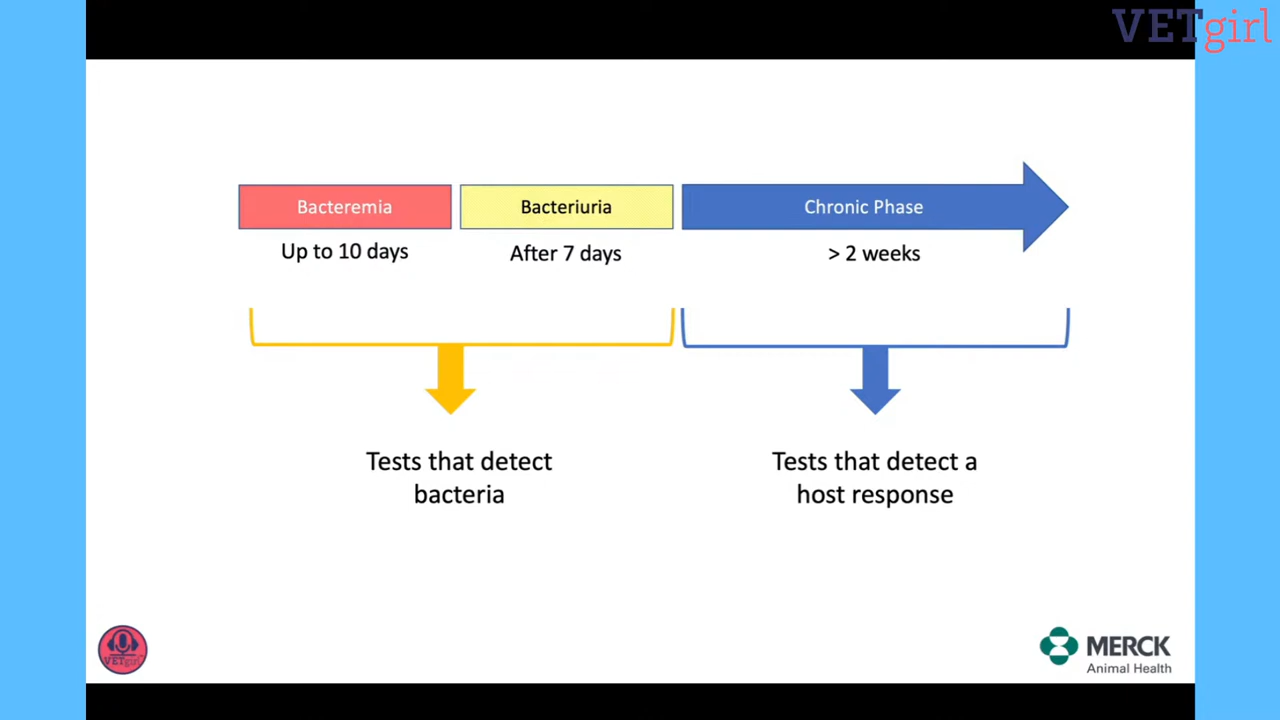 VETgirl
Bacteremia
Bacteriuria
Chronic Phase
Up to 10 days
After 7 days
> 2 weeks
Tests that detect
bacteria
Tests that detect a
host response
VETgirl
MERCK
Animal Health